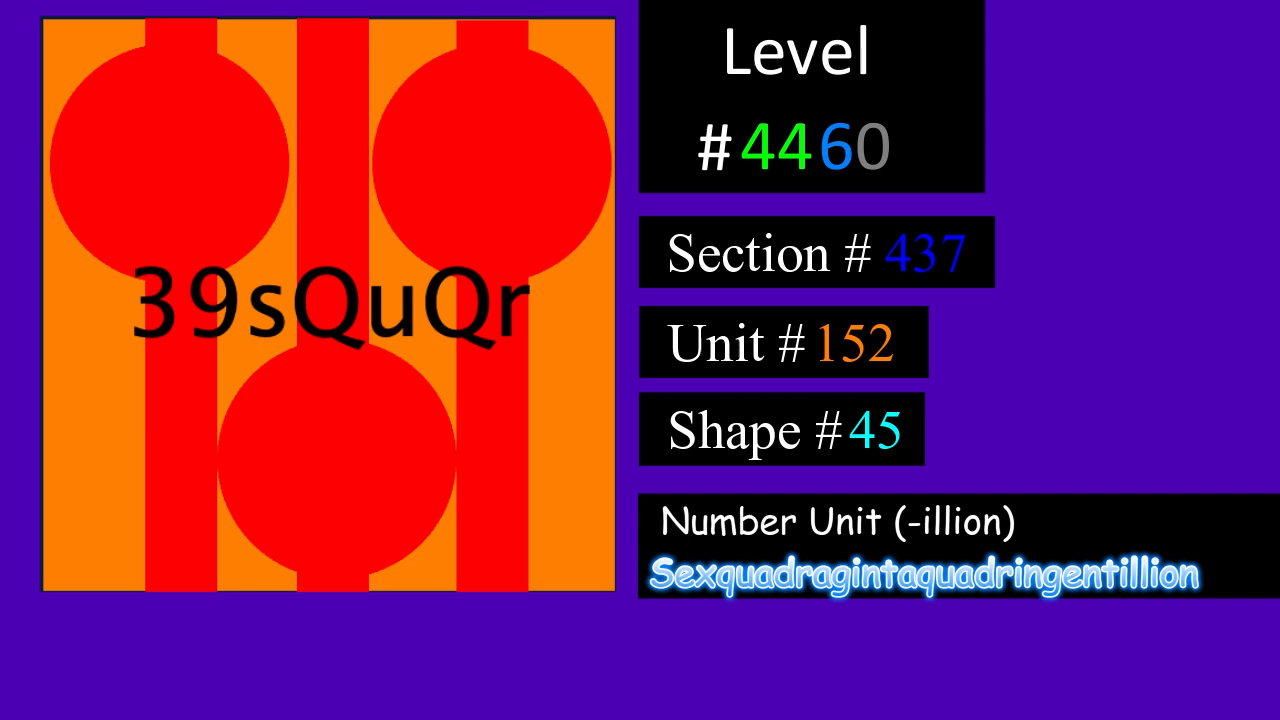 39sQuQr
Level
#4460
Section # 437
Unit # 152
Shape # 45
Number Unit (-illion)
Sexquadragintaquadringentillion